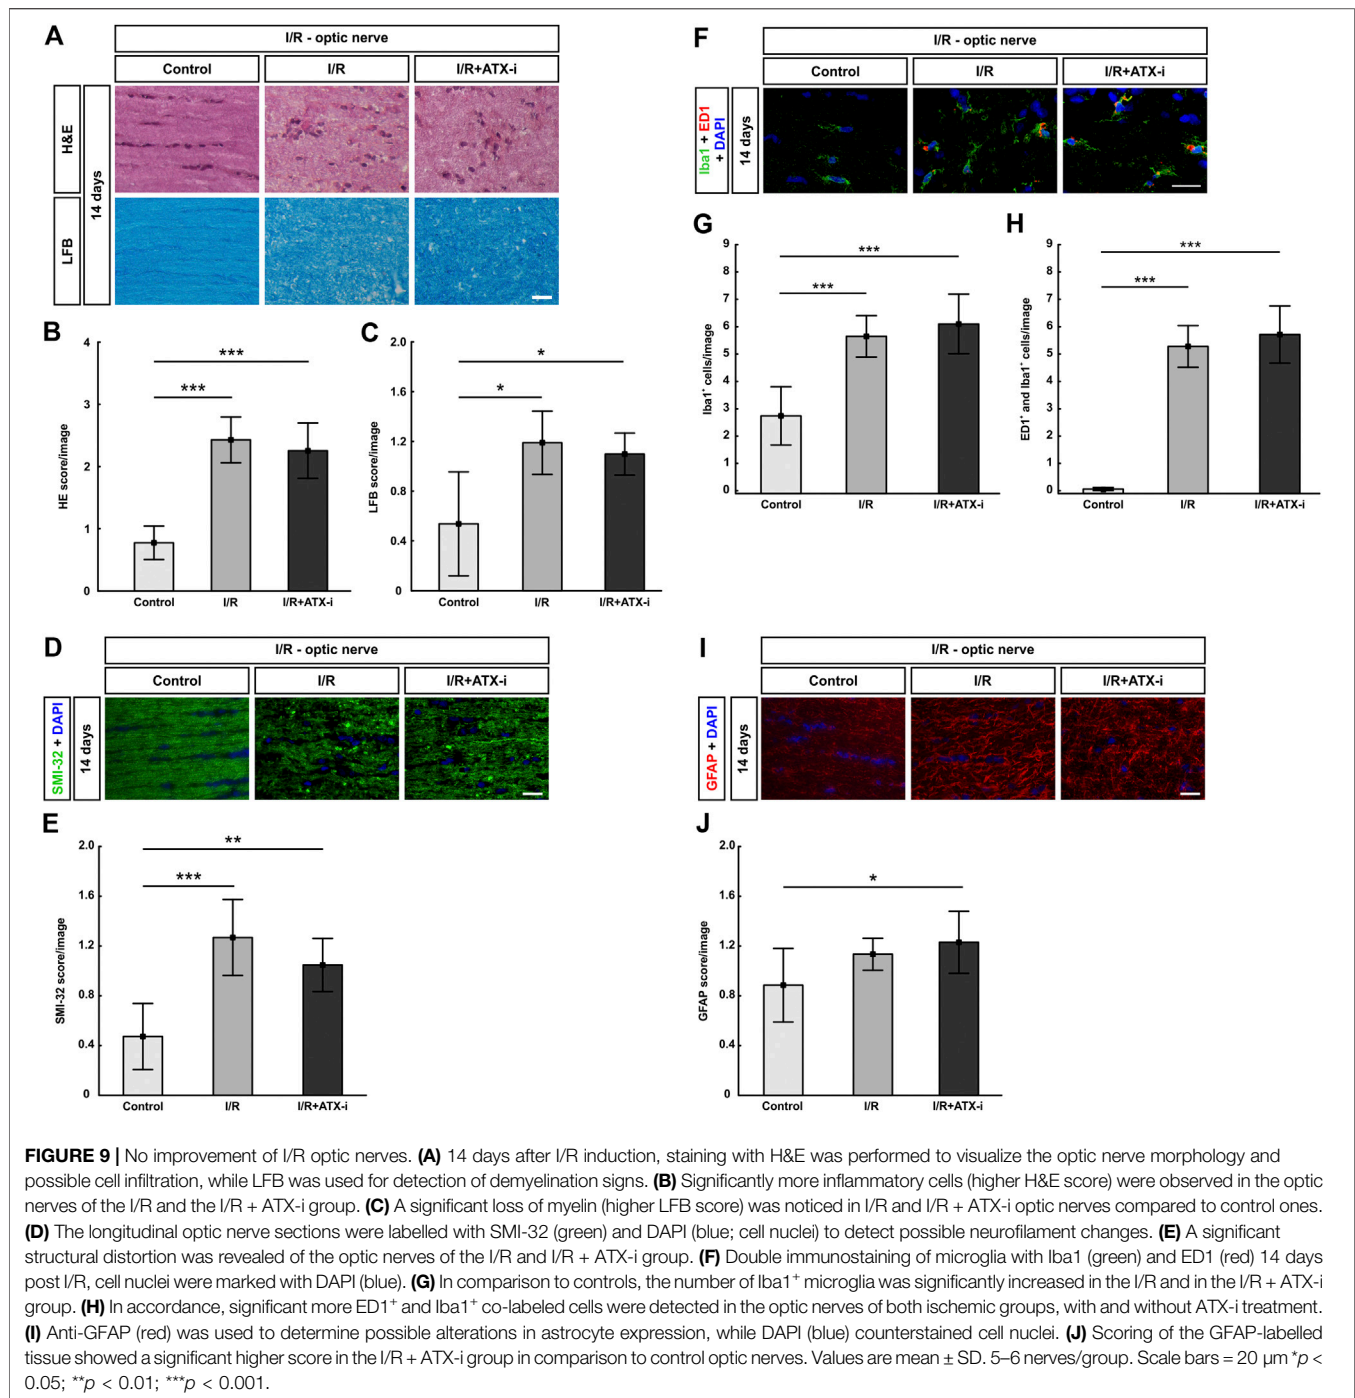 A
I/R - optic nerve
Control I/R I/R+ATX-i
H&E
LFB
14 days
B
HE score/image
4
3
2
1
0
***
***
Control I/R I/R+ATX-i
C
LFB score/image
2.0
1.6
1.2
0.8
0.4
0
*
*
Control I/R I/R+ATX-i
D
I/R - optic nerve
Control I/R I/R+ATX-i
SMI-32 + DAPI
14 days
E
SMI-32 score/image
2.0
1.6
1.2
0.8
0.4
0
**
***
Control I/R I/R+ATX-i
F
I/R - optic nerve
Control I/R I/R+ATX-i
Iba1 + ED1
+ DAPI
14 days
G
Iba1⁺ cells/image
9
8
7
6
5
4
3
2
1
0
***
***
Control I/R I/R+ATX-i
H
ED1⁺ and Iba1⁺ cells/image
9
8
7
6
5
4
3
2
1
0
***
***
Control I/R I/R+ATX-i
I
I/R - optic nerve
Control I/R I/R+ATX-i
GFAP + DAPI
14 days
J
GFAP score/image
2.0
1.6
1.2
0.8
0.4
0
*
Control I/R I/R+ATX-i
FIGURE 9 | No improvement of I/R optic nerves. (A) 14 days after I/R induction, staining with H&E was performed to visualize the optic nerve morphology and
possible cell infiltration, while LFB was used for detection of demyelination signs. (B) Significantly more inflammatory cells (higher H&E score) were observed in the optic
nerves of the I/R and the I/R + ATX-i group. (C) A significant loss of myelin (higher LFB score) was noticed in I/R and I/R + ATX-i optic nerves compared to control ones.
(D) The longitudinal optic nerve sections were labelled with SMI-32 (green) and DAPI (blue; cell nuclei) to detect possible neurofilament changes. (E) A significant
structural distortion was revealed of the optic nerves of the I/R and I/R + ATX-i group. (F) Double immunostaining of microglia with Iba1 (green) and ED1 (red) 14 days
post I/R, cell nuclei were marked with DAPI (blue). (G) In comparison to controls, the number of Iba1⁺ microglia was significantly increased in the I/R and in the I/R + ATX-i
group. (H) In accordance, significant more ED1⁺ and Iba1⁺ co-labeled cells were detected in the optic nerves of both ischemic groups, with and without ATX-i treatment.
(I) Anti-GFAP (red) was used to determine possible alterations in astrocyte expression, while DAPI (blue) counterstained cell nuclei. (J) Scoring of the GFAP-labelled
tissue showed a significant higher score in the I/R + ATX-i group in comparison to control optic nerves. Values are mean ± SD. 5–6 nerves/group. Scale bars = 20 µm *p <
0.05; **p < 0.01; ***p < 0.001.